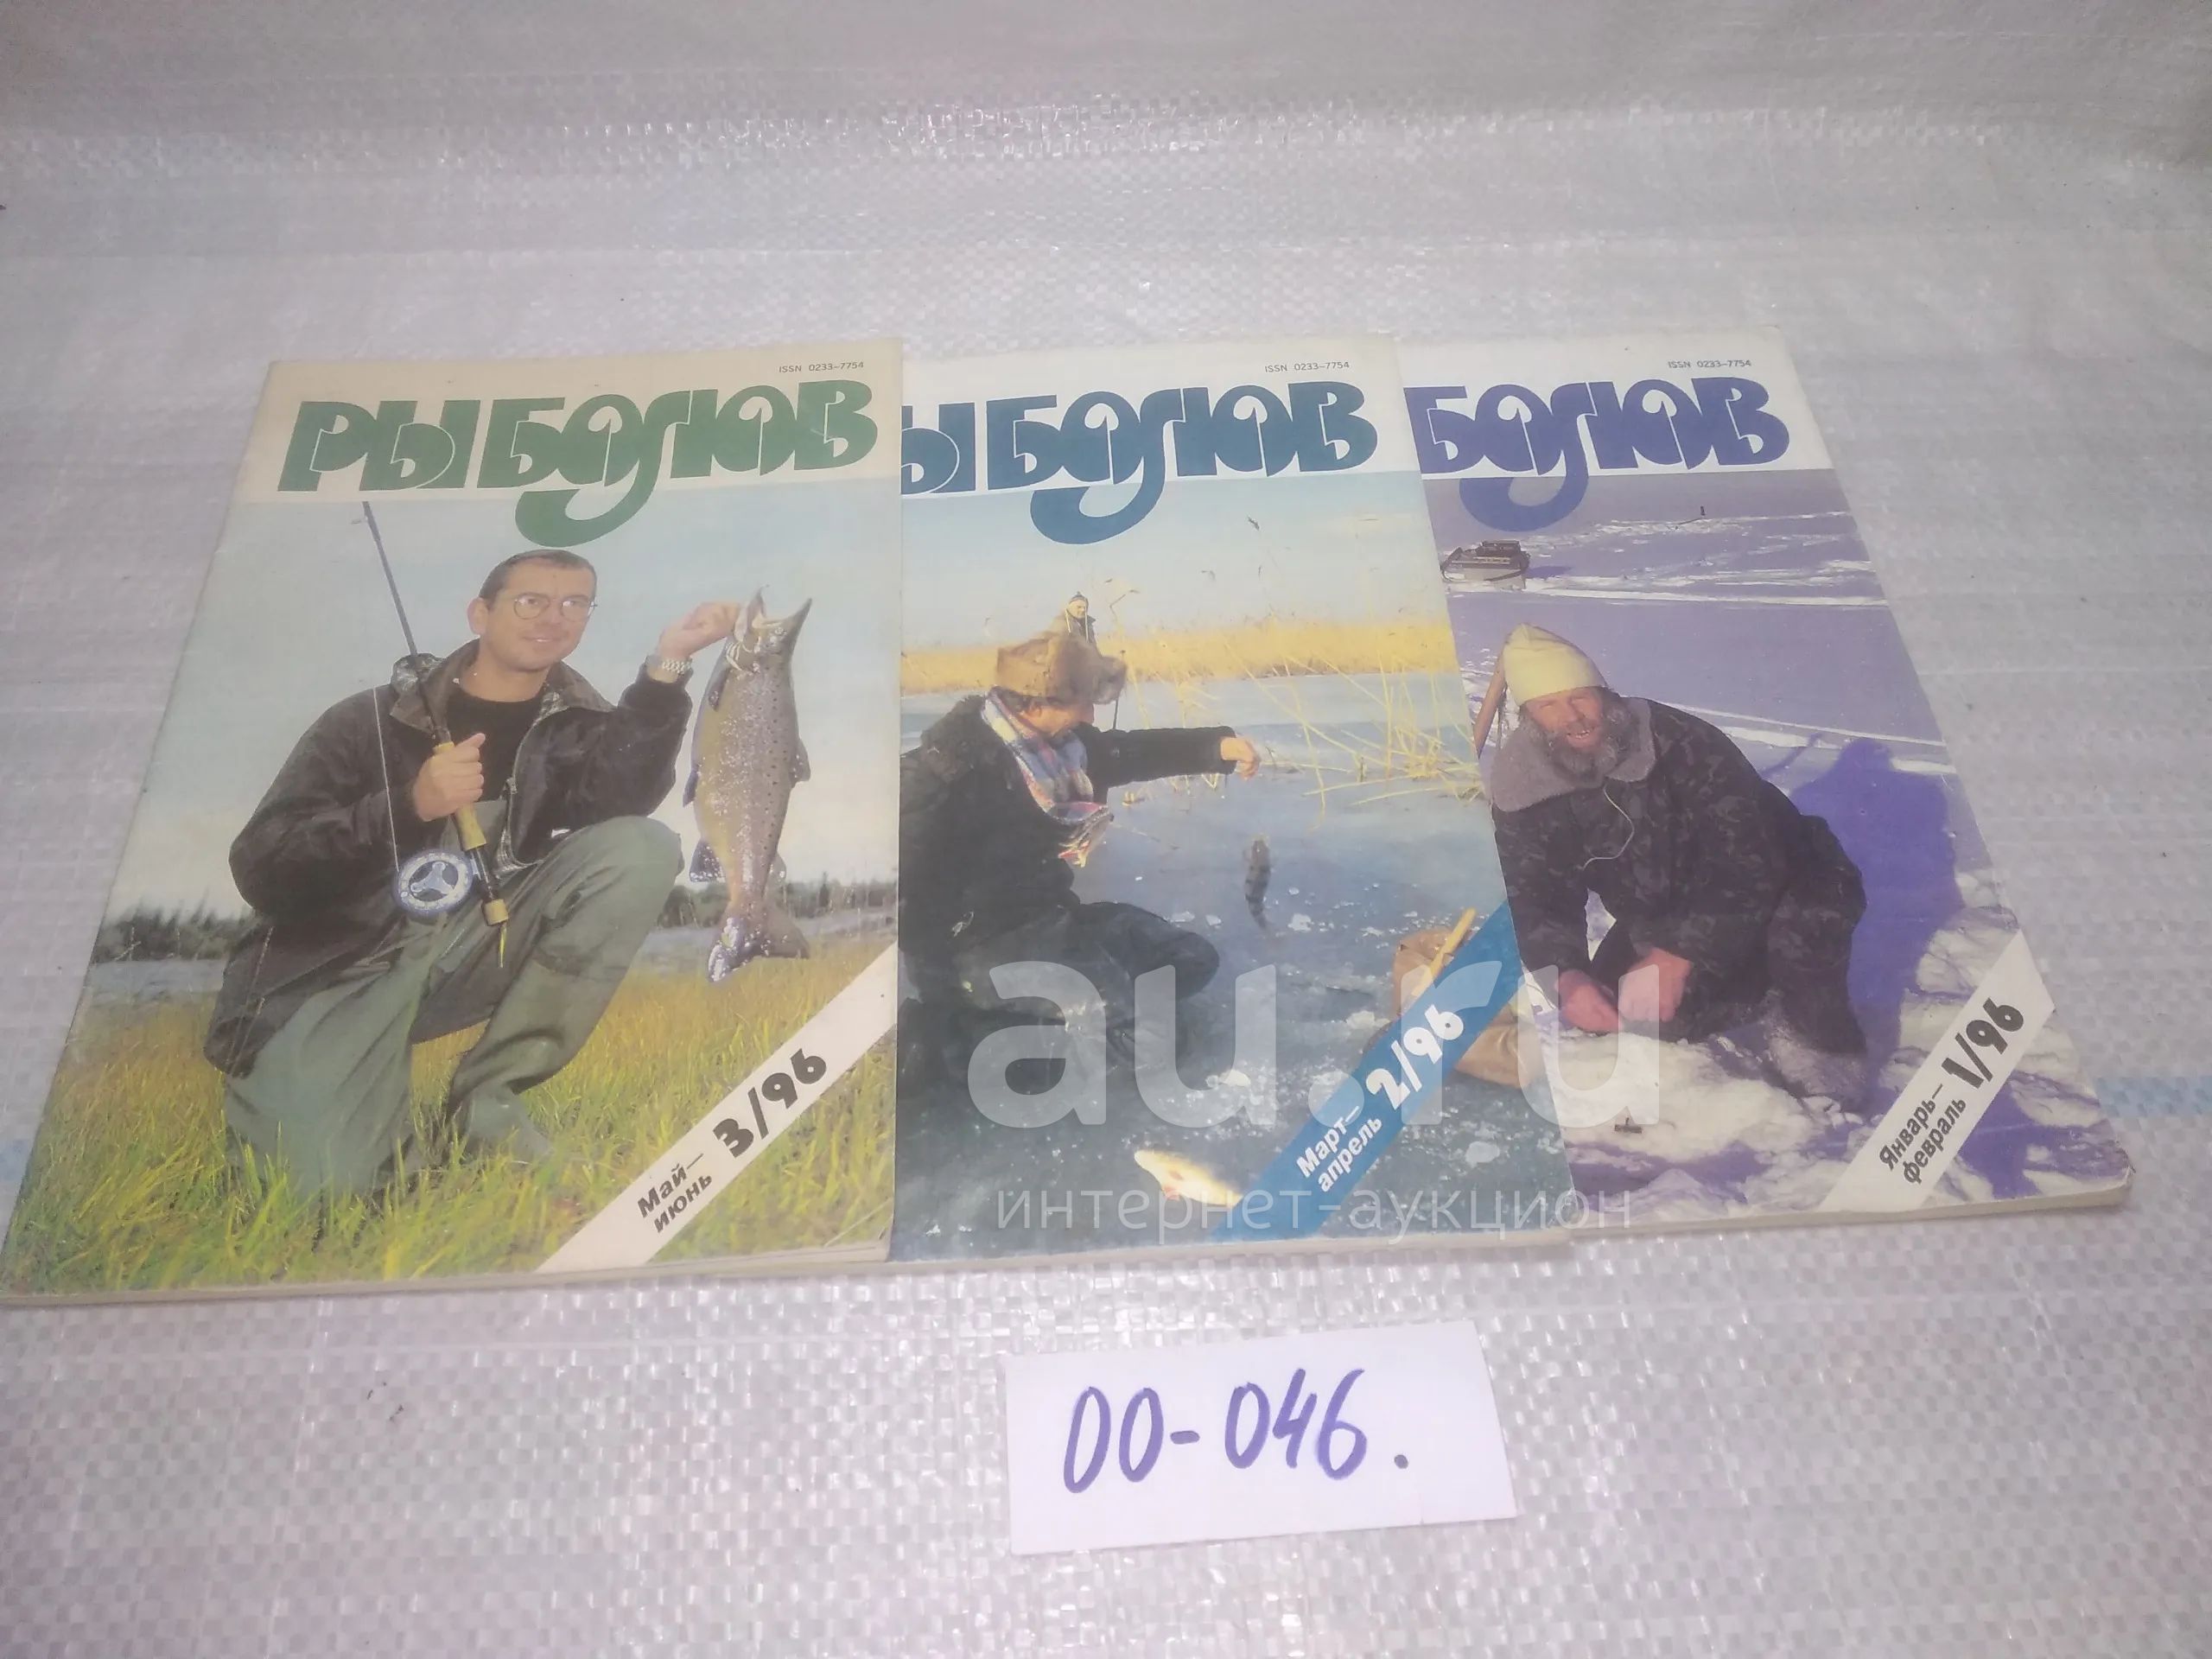 ISSN 0233-7754
РЫБОЛОВ
Май-
июнь 3/96
ISSN 0233-7754
ЫБОЛОВ
Март-
апрель 2/96
ISSN 0233-7754
БОЛОВ
Январь-
февраль 1/96
au.ru
интернет-аукцион
00-046.